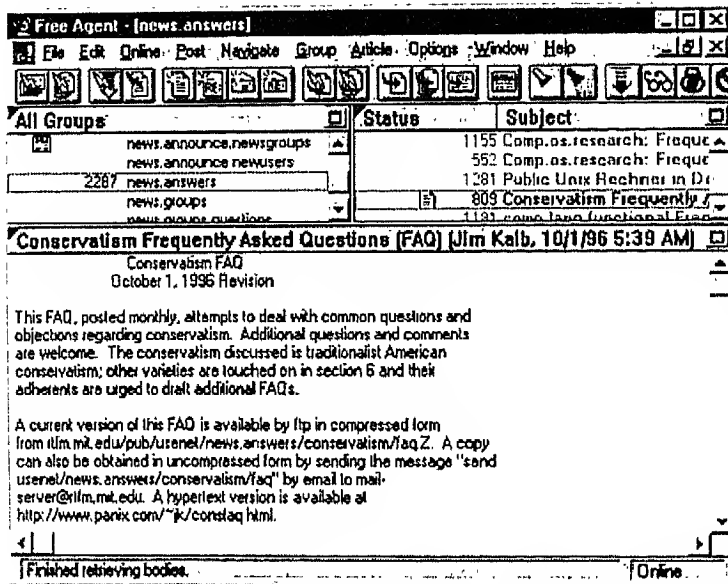 Free Agent - [news.answers]
File Edit Online Post Navigate Group Article Options Window Help
All Groups
Status Subject
news.announce.newsgroups
news.announce.newusers
2287 news.answers
news.groups
news.groups.questions
1155 Comp.os.research: Freque
552 Comp.os.research: Freque
1281 Public Unix Rechner in De
809 Conservatism Frequently A
1181 comp.lang.functional Freq
Conservatism Frequently Asked Questions (FAQ) (Jim Kalb, 10/1/96 5:39 AM)
Conservatism FAQ
October 1, 1996 Revision
This FAQ, posted monthly, attempts to deal with common questions and
objections regarding conservatism. Additional questions and comments
are welcome. The conservatism discussed is traditionalist American
conservatism; other varieties are touched on in section 6 and their
adherents are urged to draft additional FAQs.
A current version of this FAQ is available by ftp in compressed form
from rtfm.mit.edu/pub/usenet/news.answers/conservatism/faq.Z. A copy
can also be obtained in uncompressed form by sending the message "send
usenet/news.answers/conservatism/faq" by email to mail-
server@rtfm.mit.edu. A hypertext version is available at
http://www.panix.com/~jk/consfaq.html.
Finished retrieving bodies.
Online